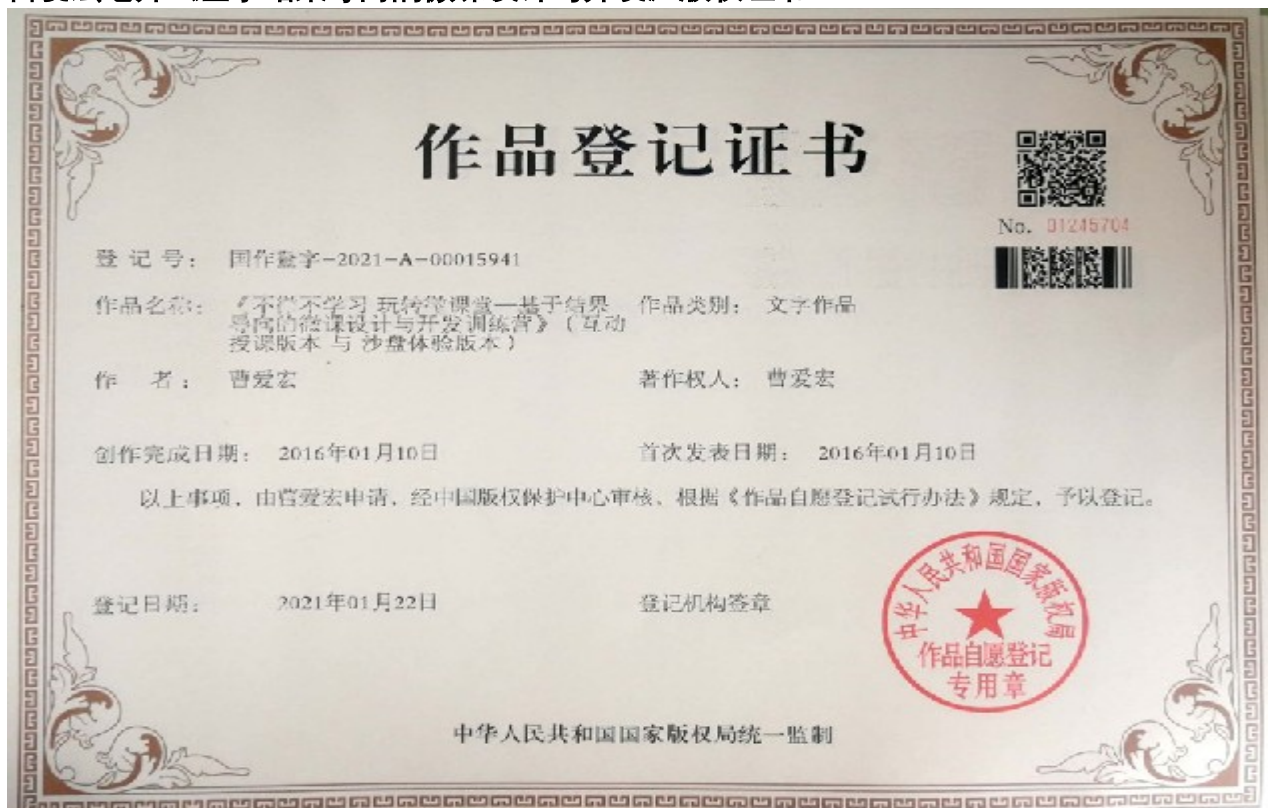 作品登记证书
No. 01245704
登 记 号: 国作登字-2021-A-00015941
作品名称: 《不微不学习 玩转微课堂—基于结果 作品类别: 文字作品
导向的微课设计与开发训练营》(互动
授课版本 与 沙盘体验版本)
作 者: 曹爱宏 著作权人: 曹爱宏
创作完成日期: 2016年01月10日 首次发表日期: 2016年01月10日
以上事项,由曹爱宏申请,经中国版权保护中心审核、根据《作品自愿登记试行办法》规定,予以登记。
登记日期: 2021年01月22日 登记机构签章
中华人民共和国国家版权局
作品自愿登记
专用章
中华人民共和国国家版权局统一监制